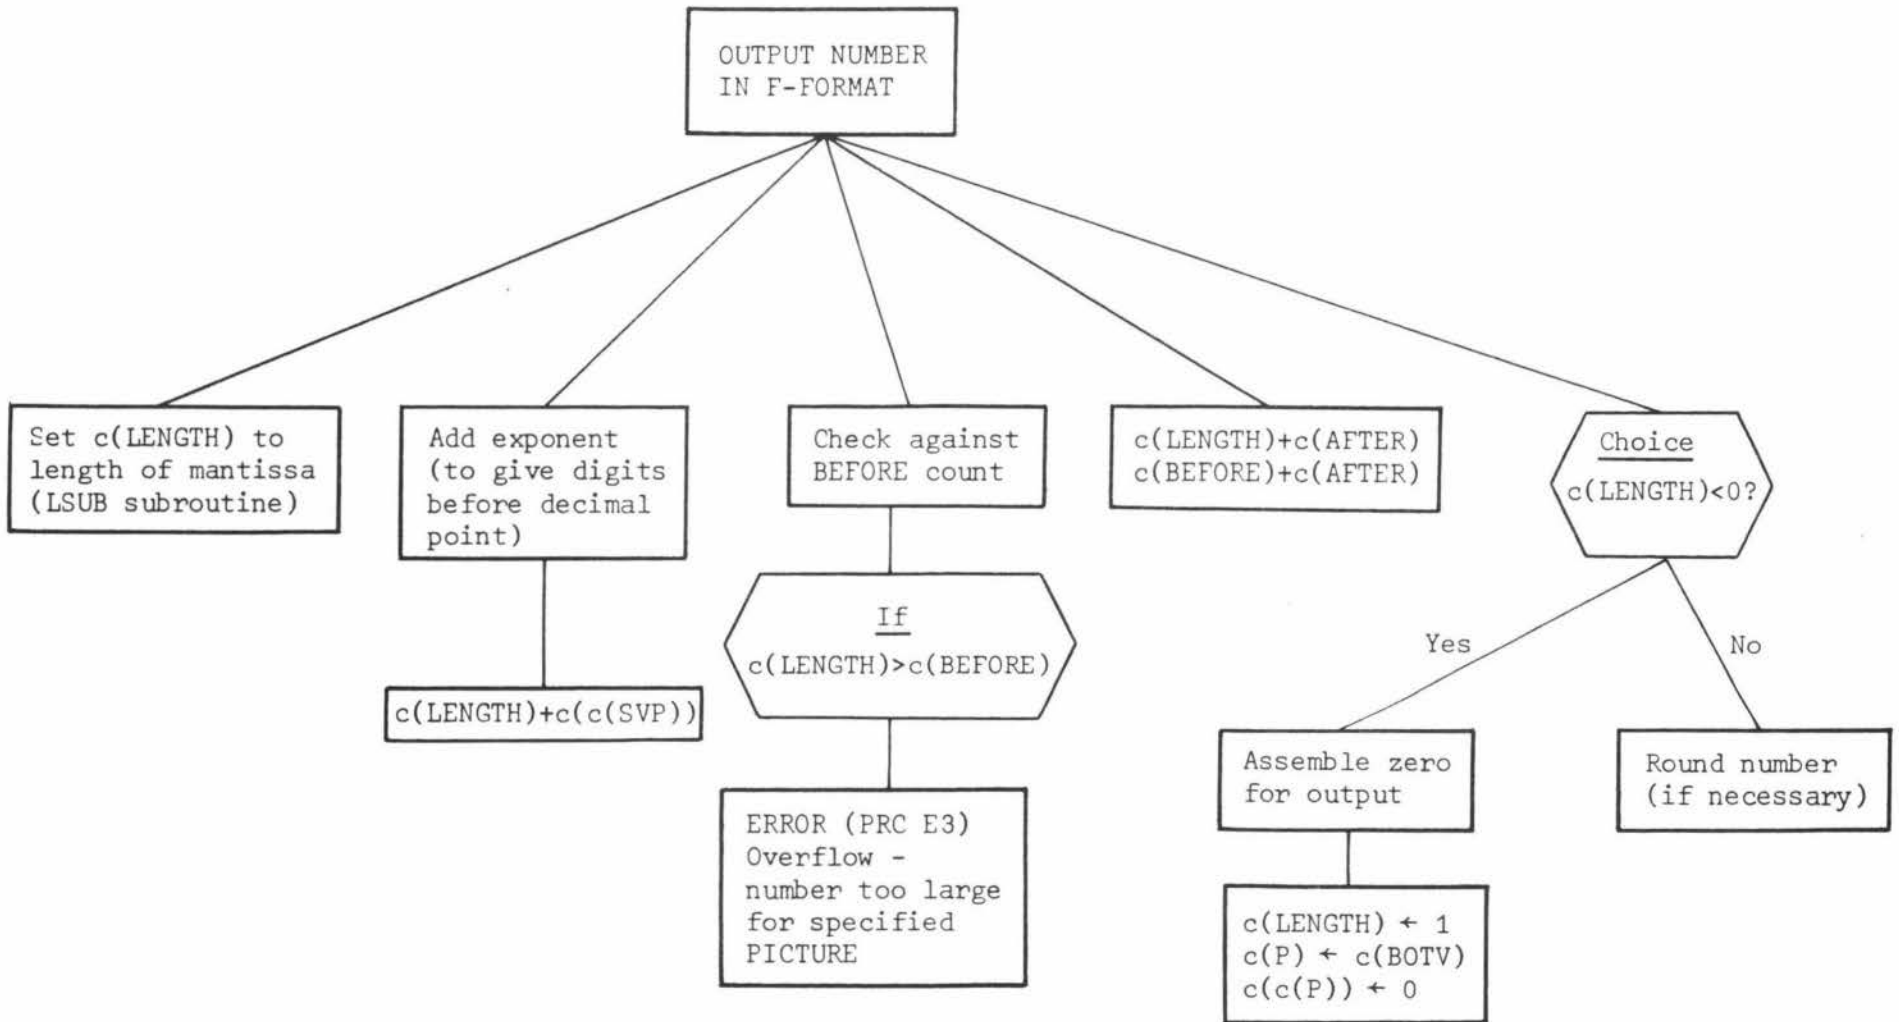 OUTPUT NUMBER
IN F-FORMAT
Set c(LENGTH) to
length of mantissa
(LSUB subroutine)
Add exponent
(to give digits
before decimal
point)
c(LENGTH)+c(c(SVP))
Check against
BEFORE count
If
c(LENGTH)>c(BEFORE)
ERROR (PRC E3)
Overflow -
number too large
for specified
PICTURE
c(LENGTH)+c(AFTER)
c(BEFORE)+c(AFTER)
Choice
c(LENGTH)<0?
Yes
No
Assemble zero
for output
c(LENGTH) ← 1
c(P) ← c(BOTV)
c(c(P)) ← 0
Round number
(if necessary)